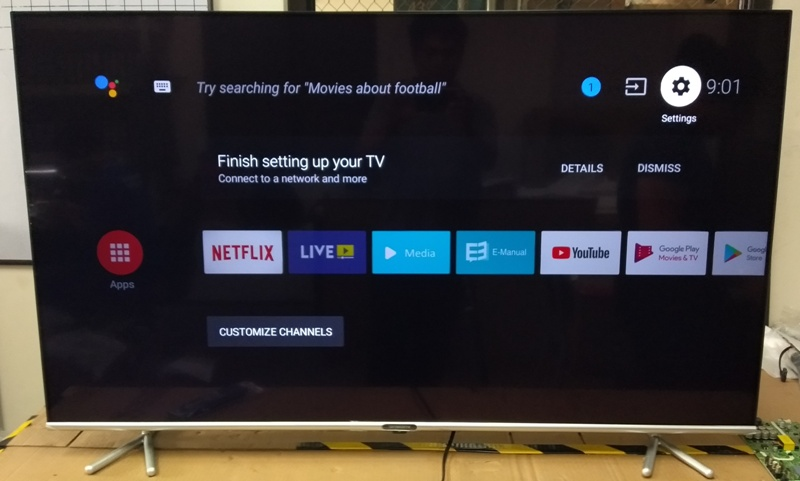 Try searching for "Movies about football"
1
9:01
Settings
Finish setting up your TV
Connect to a network and more
DETAILS
DISMISS
NETFLIX
LIVE
Media
E-Manual
YouTube
Google Play
Movies & TV
Googl
Store
Apps
CUSTOMIZE CHANNELS